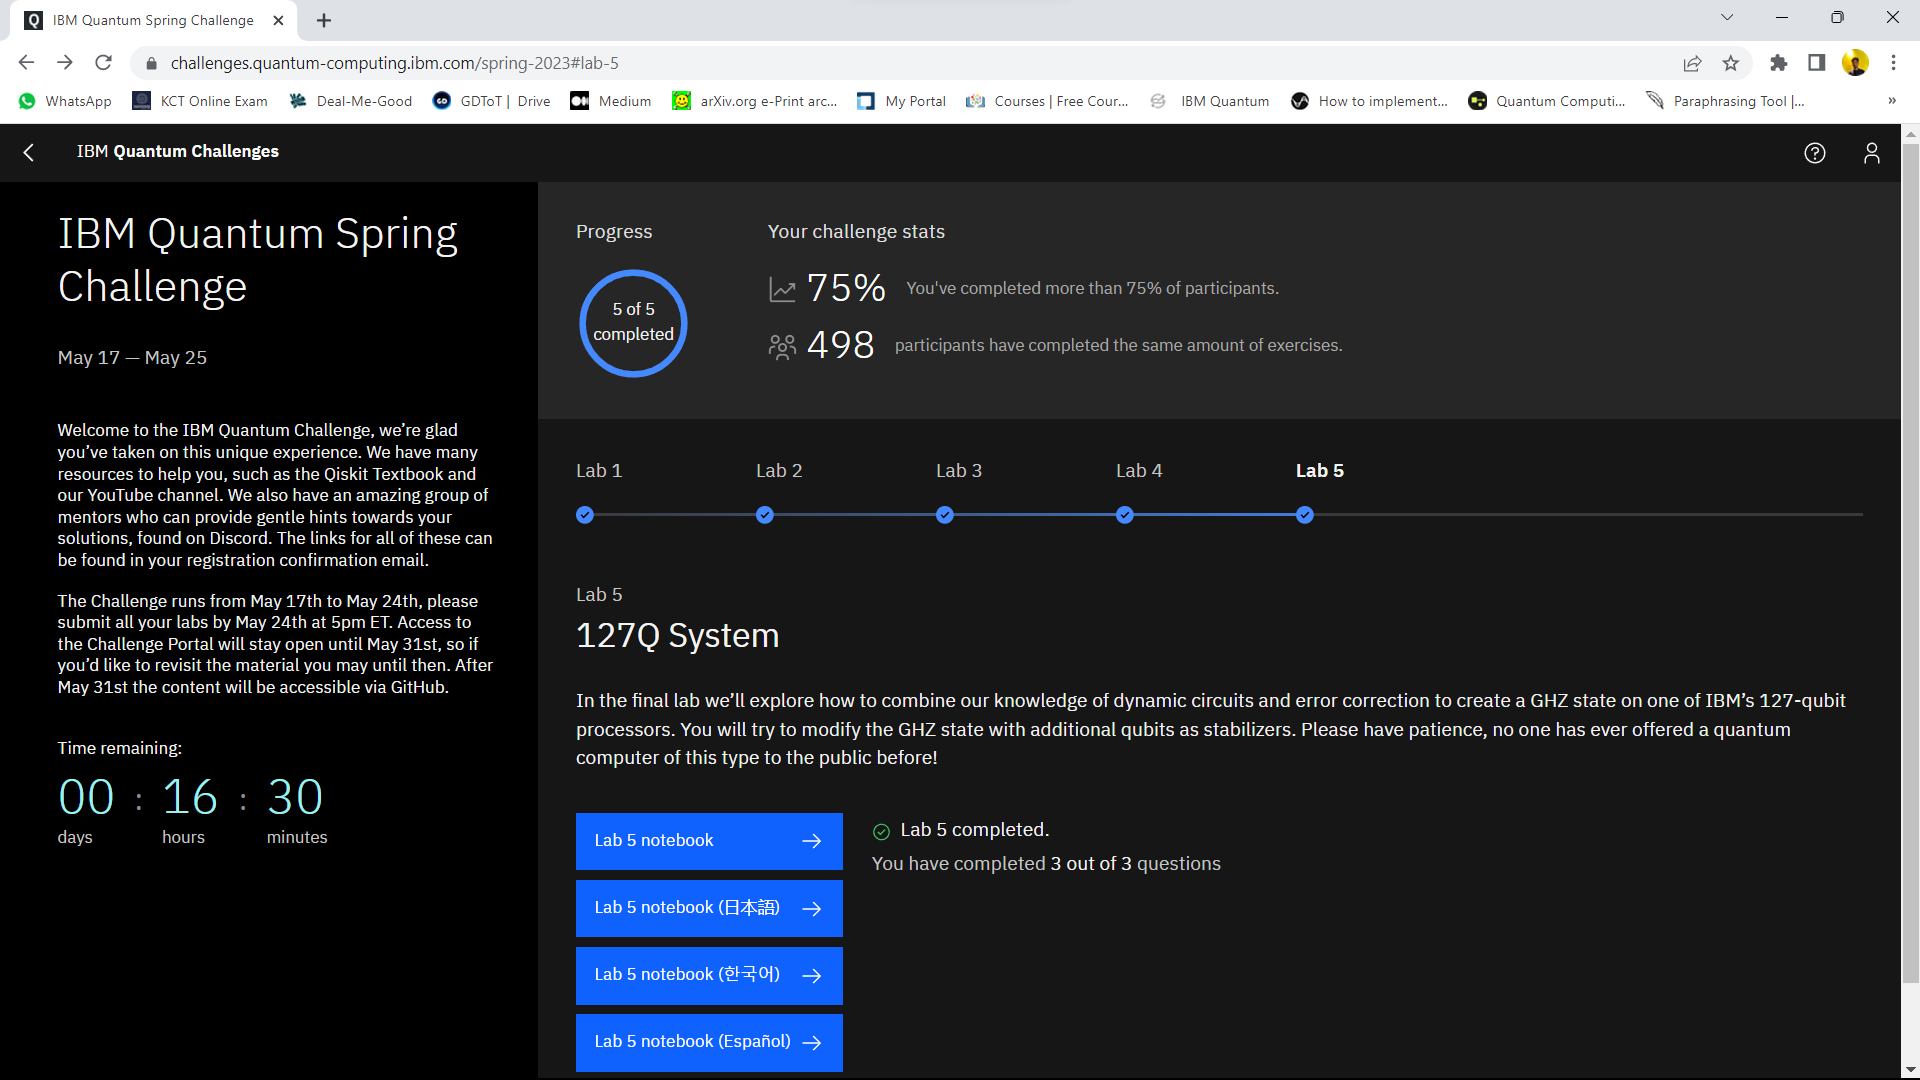 IBM Quantum Spring Challenge
challenges.quantum-computing.ibm.com/spring-2023#lab-5
WhatsApp
KCT Online Exam
Deal-Me-Good
GDToT | Drive
Medium
arXiv.org e-Print arc...
My Portal
Courses | Free Cour...
IBM Quantum
How to implement...
Quantum Computi...
Paraphrasing Tool |...
»
IBM Quantum Challenges
IBM Quantum Spring
Challenge
May 17 — May 25
Welcome to the IBM Quantum Challenge, we’re glad
you’ve taken on this unique experience. We have many
resources to help you, such as the Qiskit Textbook and
our YouTube channel. We also have an amazing group of
mentors who can provide gentle hints towards your
solutions, found on Discord. The links for all of these can
be found in your registration confirmation email.
The Challenge runs from May 17th to May 24th, please
submit all your labs by May 24th at 5pm ET. Access to
the Challenge Portal will stay open until May 31st, so if
you’d like to revisit the material you may until then. After
May 31st the content will be accessible via GitHub.
Time remaining:
00 : 16 : 30
days hours minutes
Progress
5 of 5
completed
Your challenge stats
75% You've completed more than 75% of participants.
498 participants have completed the same amount of exercises.
Lab 1
Lab 2
Lab 3
Lab 4
Lab 5
Lab 5
127Q System
In the final lab we’ll explore how to combine our knowledge of dynamic circuits and error correction to create a GHZ state on one of IBM’s 127-qubit
processors. You will try to modify the GHZ state with additional qubits as stabilizers. Please have patience, no one has ever offered a quantum
computer of this type to the public before!
Lab 5 notebook
Lab 5 notebook (日本語)
Lab 5 notebook (한국어)
Lab 5 notebook (Español)
Lab 5 completed.
You have completed 3 out of 3 questions